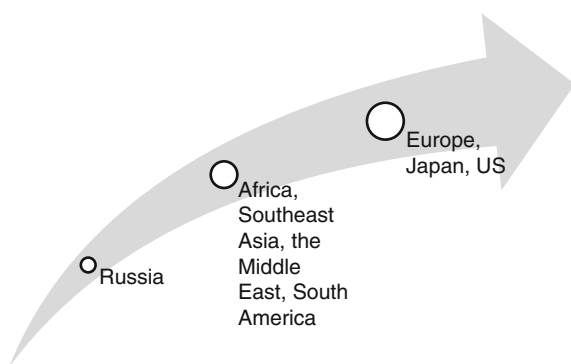 Europe,
Japan, US
Africa,
Southeast
Asia, the
Middle
East, South
America
Russia